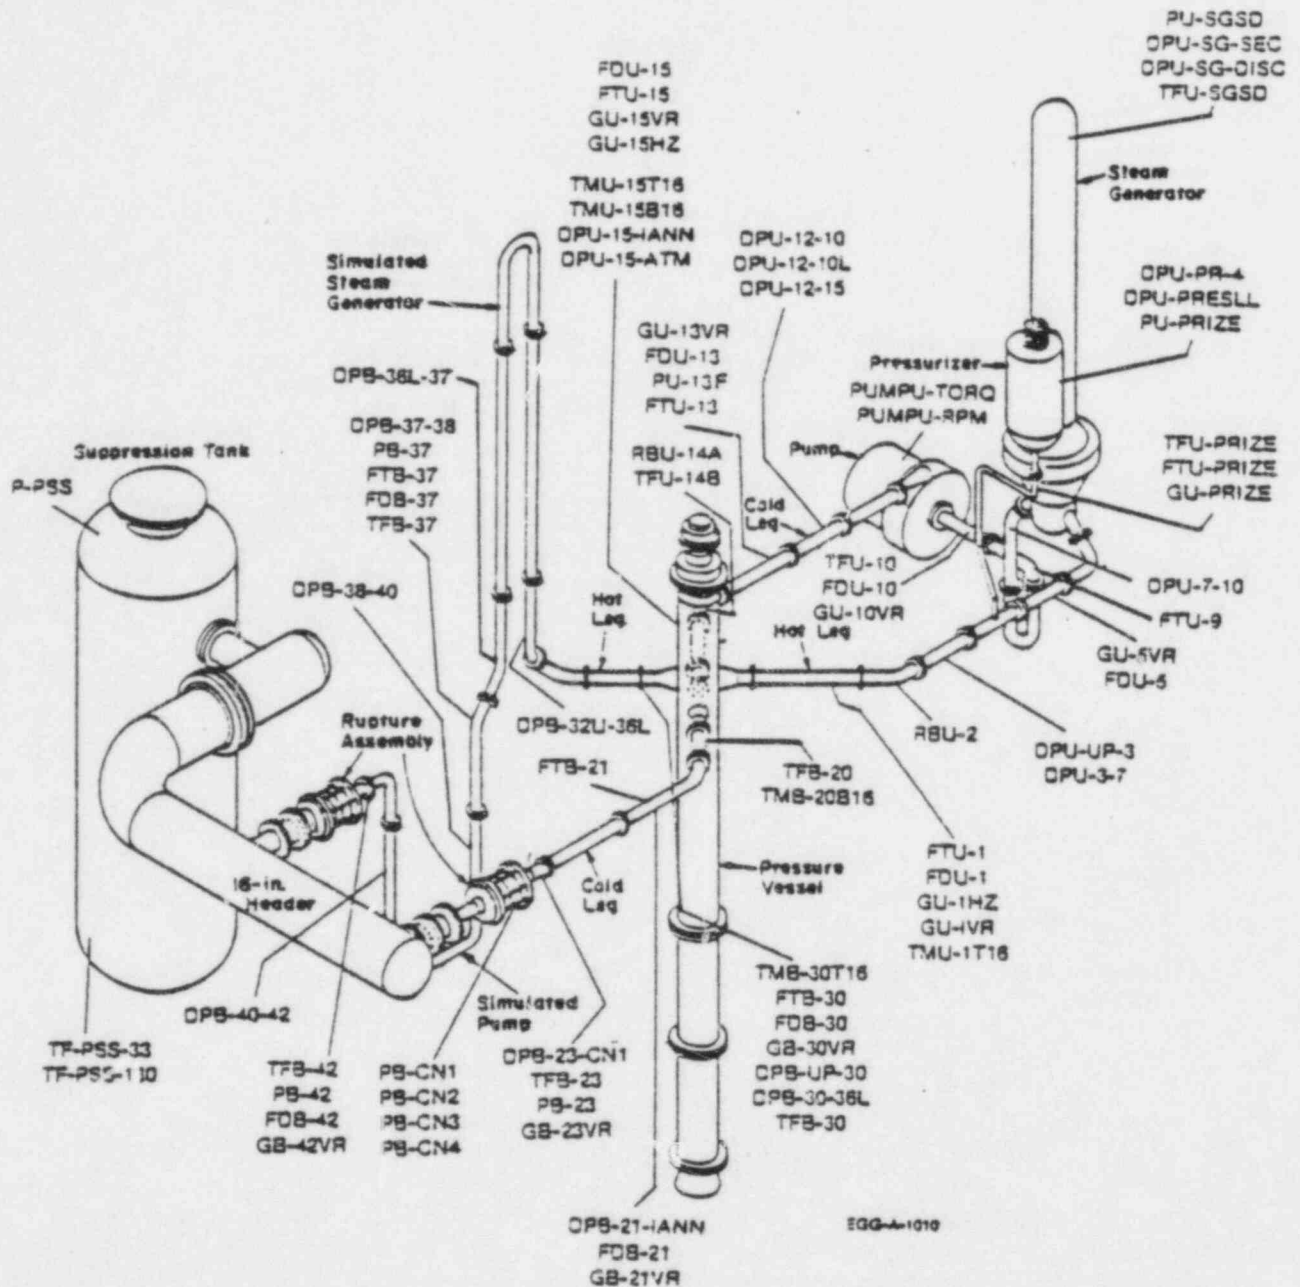 PU-SGSD
DPU-SG-SEC
DPU-SG-DISC
TFU-SGSD
FDU-15
FTU-15
GU-15VR
GU-15HZ
TMU-15T16
TMU-15B16
DPU-15-IANN
DPU-15-ATM
Steam
Generator
DPU-12-10
DPU-12-10L
DPU-12-15
Simulated
Steam
Generator
DPU-PR-4
DPU-PRESLL
PU-PRIZE
GU-13VR
FDU-13
PU-13F
FTU-13
Pressurizer
PUMPU-TORQ
PUMPU-RPM
DPB-36L-37
DPB-37-38
PB-37
FTB-37
FDB-37
TFB-37
Suppression Tank
P-PSS
RBU-14A
TFU-14B
Pump
TFU-PRIZE
FTU-PRIZE
GU-PRIZE
Cold
Leg
TFU-10
FDU-10
GU-10VR
DPB-38-40
Hot
Leg
Hot Leg
DPU-7-10
FTU-9
GU-5VR
FDU-5
Rupture
Assembly
DPB-32U-36L
RBU-2
DPU-UP-3
DPU-3-7
FTB-21
TFB-20
TMB-20B16
16-in.
Header
Cold
Leg
Pressure
Vessel
FTU-1
FDU-1
GU-1HZ
GU-1VR
TMU-1T16
DPB-40-42
Simulated
Pump
TMB-30T16
FTB-30
FDB-30
GB-30VR
DPB-UP-30
DPB-30-36L
TFB-30
TF-PSS-33
TF-PSS-110
TFB-42
PB-42
FDB-42
GB-42VR
PB-CN1
PB-CN2
PB-CN3
PB-CN4
DPB-23-CN1
TFB-23
PB-23
GB-23VR
DPB-21-IANN
FDB-21
GB-21VR
EGG-A-1010